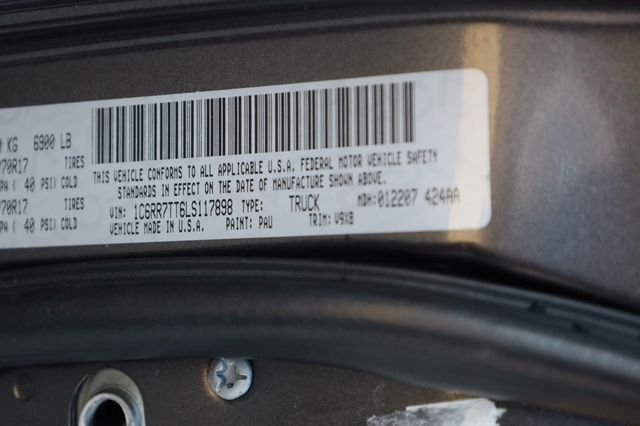 KG 6900 LB
70R17 TIRES
PA ( 40 PSI) COLD
70R17 TIRES
PA ( 40 PSI) COLD
THIS VEHICLE CONFORMS TO ALL APPLICABLE U.S.A. FEDERAL MOTOR VEHICLE SAFETY
STANDARDS IN EFFECT ON THE DATE OF MANUFACTURE SHOWN ABOVE.
VIN: 1C6RR7TT6LS117898 TYPE: TRUCK MDH:012207 424AA
VEHICLE MADE IN U.S.A. PAINT: PAU TRIM: V9X8